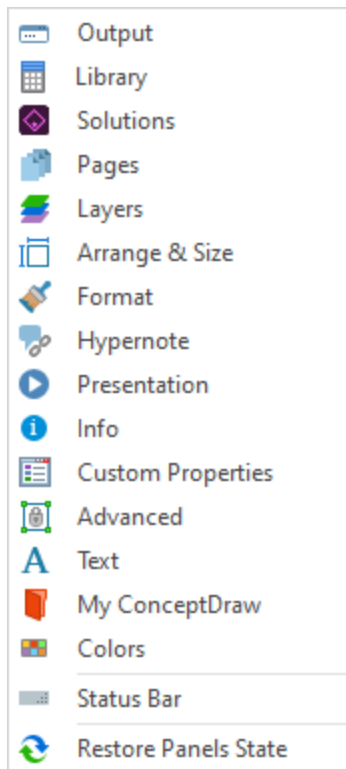 Output
Library
Solutions
Pages
Layers
Arrange & Size
Format
Hypernote
Presentation
Info
Custom Properties
Advanced
Text
My ConceptDraw
Colors
Status Bar
Restore Panels State